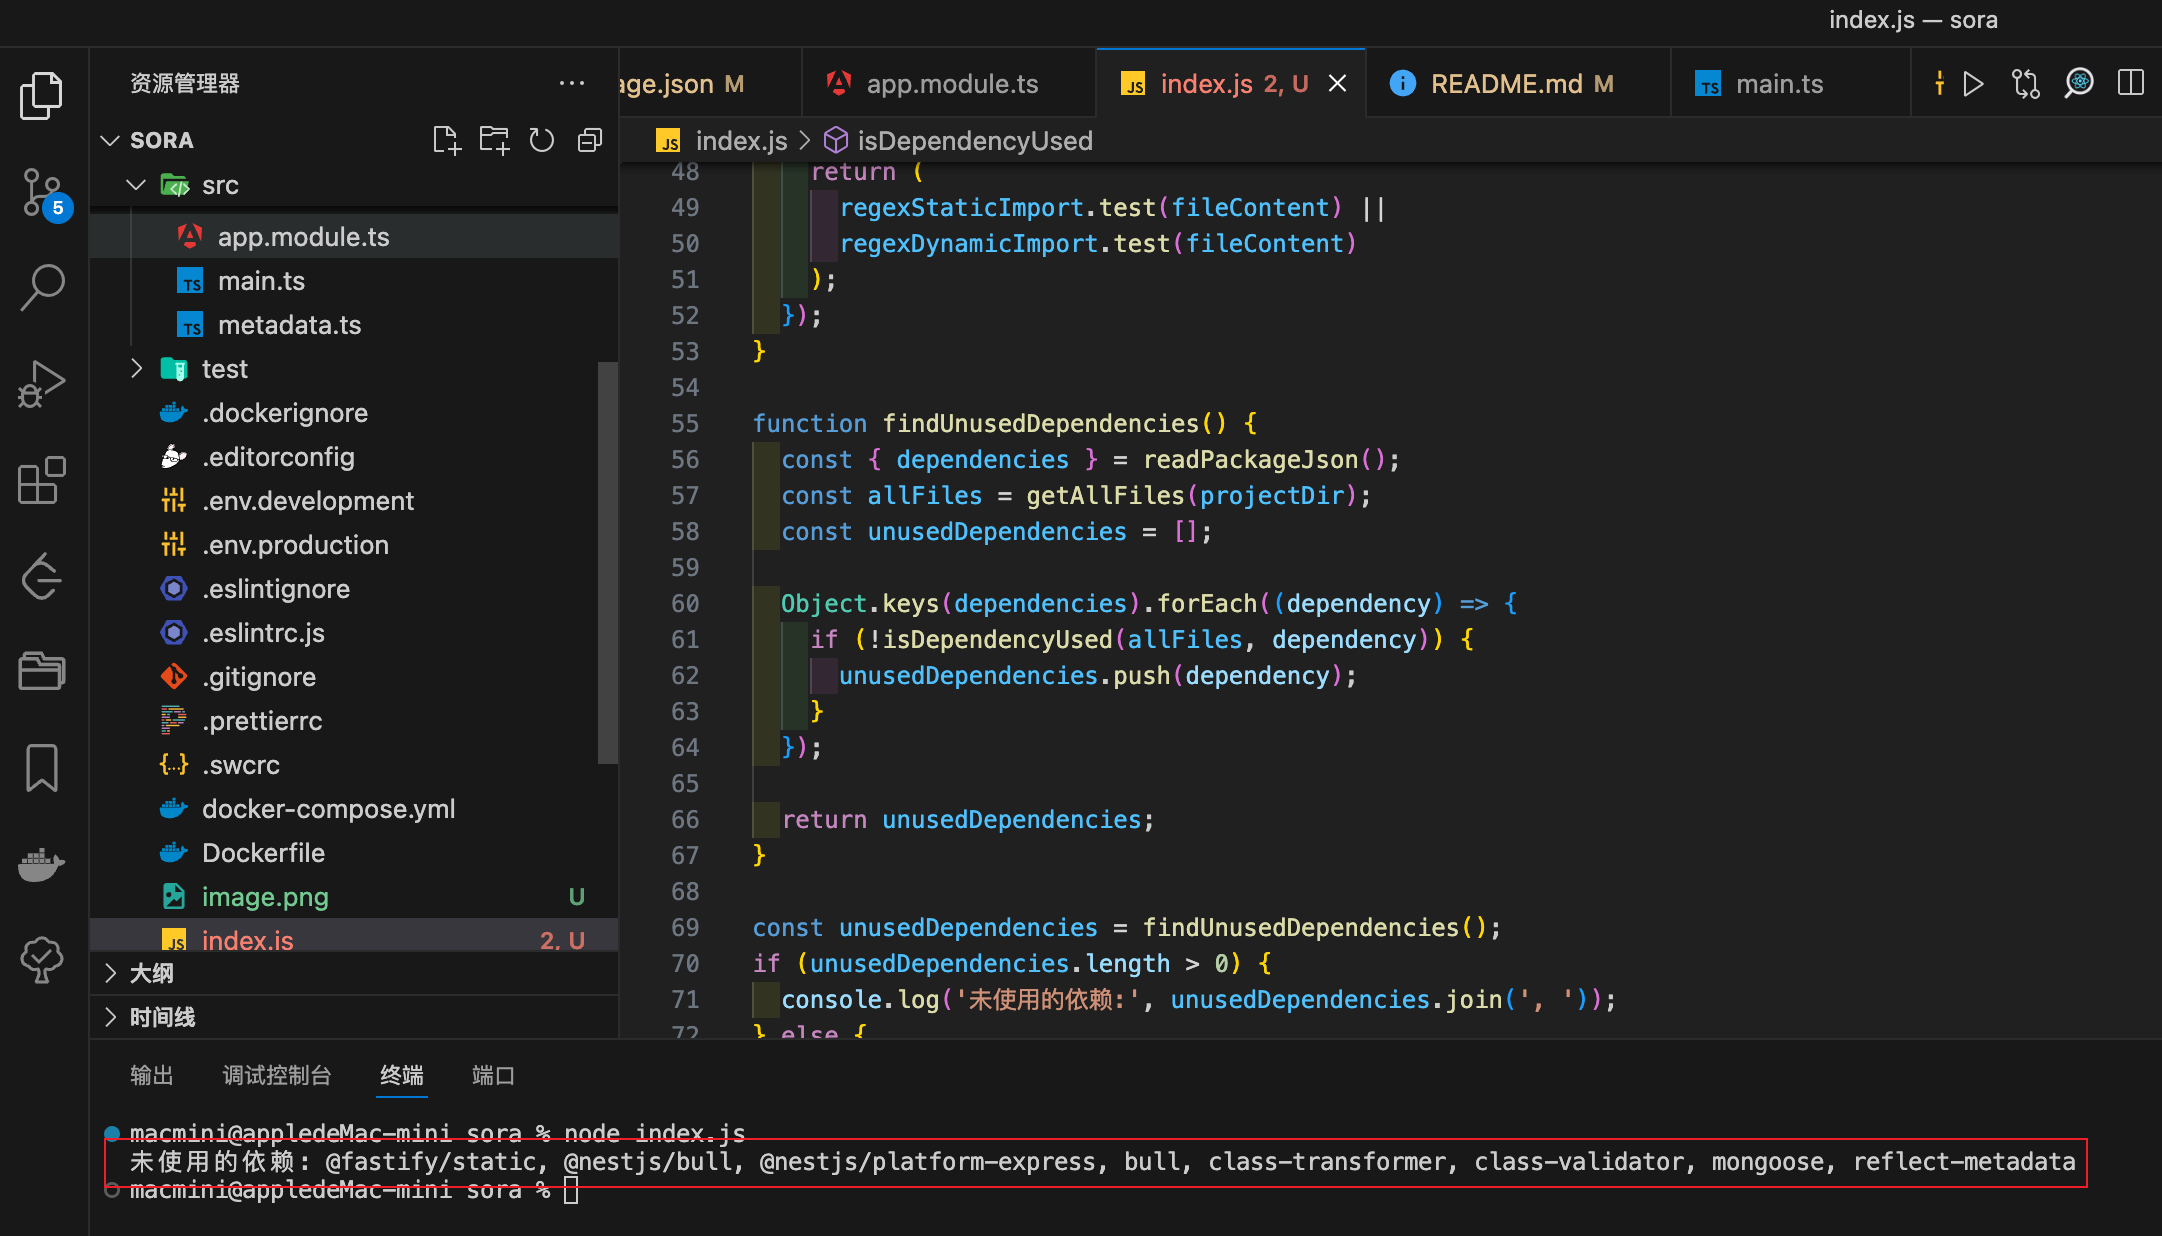 index.js — sora
资源管理器
age.json M
app.module.ts
index.js 2, U
README.md M
main.ts
SORA
index.js
isDependencyUsed
src
app.module.ts
main.ts
metadata.ts
test
.dockerignore
.editorconfig
.env.development
.env.production
.eslintignore
.eslintrc.js
.gitignore
.prettierrc
.swcrc
docker-compose.yml
Dockerfile
image.png U
index.js 2, U
大纲
时间线
5
48 return (
49 regexStaticImport.test(fileContent) ||
50 regexDynamicImport.test(fileContent)
51 );
52 });
53 }
54
55 function findUnusedDependencies() {
56 const { dependencies } = readPackageJson();
57 const allFiles = getAllFiles(projectDir);
58 const unusedDependencies = [];
59
60 Object.keys(dependencies).forEach((dependency) => {
61 if (!isDependencyUsed(allFiles, dependency)) {
62 unusedDependencies.push(dependency);
63 }
64 });
65
66 return unusedDependencies;
67 }
68
69 const unusedDependencies = findUnusedDependencies();
70 if (unusedDependencies.length > 0) {
71 console.log('未使用的依赖:', unusedDependencies.join(', '));
72 } else {
输出 调试控制台 终端 端口
macmini@appledeMac-mini sora % node index.js
未使用的依赖: @fastify/static, @nestjs/bull, @nestjs/platform-express, bull, class-transformer, class-validator, mongoose, reflect-metadata
macmini@appledeMac-mini sora %